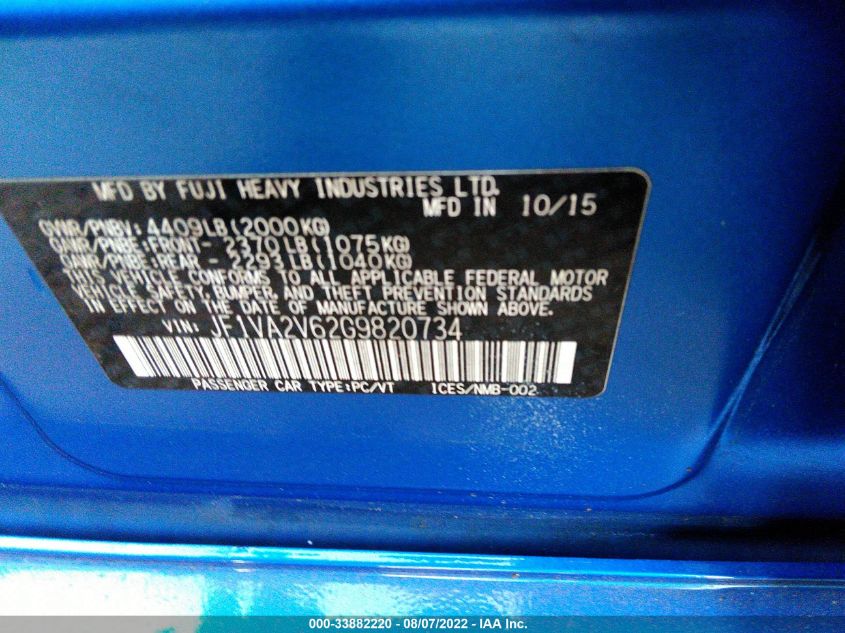 MFD BY FUJI HEAVY INDUSTRIES LTD.
MFD IN 10/15
GVWR/PNBV:4409LB(2000KG)
GAWR/PNBE:FRONT- 2370LB(1075KG)
GAWR/PNBE:REAR - 2293LB(1040KG)
THIS VEHICLE CONFORMS TO ALL APPLICABLE FEDERAL MOTOR
VEHICLE SAFETY,BUMPER,AND THEFT PREVENTION STANDARDS
IN EFFECT ON THE DATE OF MANUFACTURE SHOWN ABOVE.
VIN: JF1VA2V62G9820734
PASSENGER CAR TYPE:PC/VT ICES/NMB-002
000-33882220 - 08/07/2022 - IAA Inc.